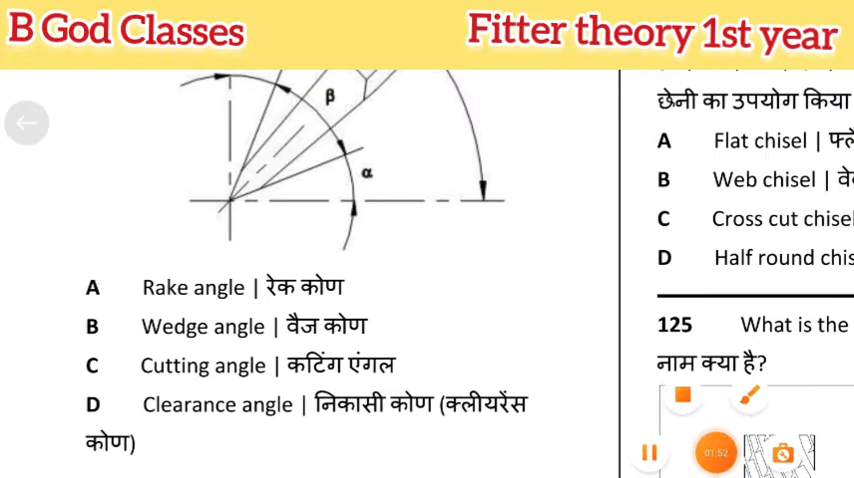 B God Classes
Fitter theory 1st year
β
α
A Rake angle | रेक कोण
B Wedge angle | वैज कोण
C Cutting angle | कटिंग एंगल
D Clearance angle | निकासी कोण (क्लीयरेंस
कोण)
छेनी का उपयोग किया
A Flat chisel |
B Web chisel |
C Cross cut chisel
D Half round chis
125 What is the
नाम क्या है?
01:52